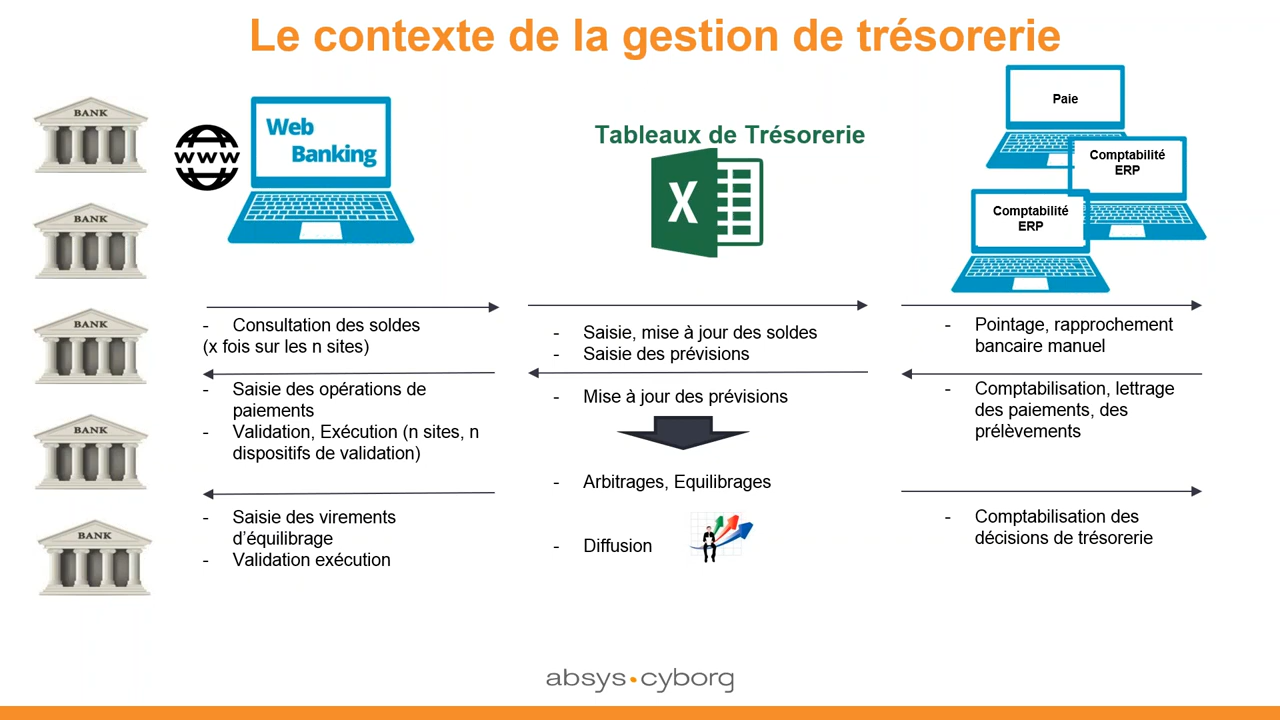 Le contexte de la gestion de trésorerie
BANK
BANK
BANK
BANK
BANK
www
Web
Banking
Tableaux de Trésorerie
X
Paie
Comptabilité
ERP
Comptabilité
ERP
- Consultation des soldes
(x fois sur les n sites)
- Saisie des opérations de
paiements
- Validation, Exécution (n sites, n
dispositifs de validation)
- Saisie des virements
d'équilibrage
- Validation exécution
- Saisie, mise à jour des soldes
- Saisie des prévisions
- Mise à jour des prévisions
- Arbitrages, Equilibrages
- Diffusion
- Pointage, rapprochement
bancaire manuel
- Comptabilisation, lettrage
des paiements, des
prélèvements
- Comptabilisation des
décisions de trésorerie
absys.cyborg